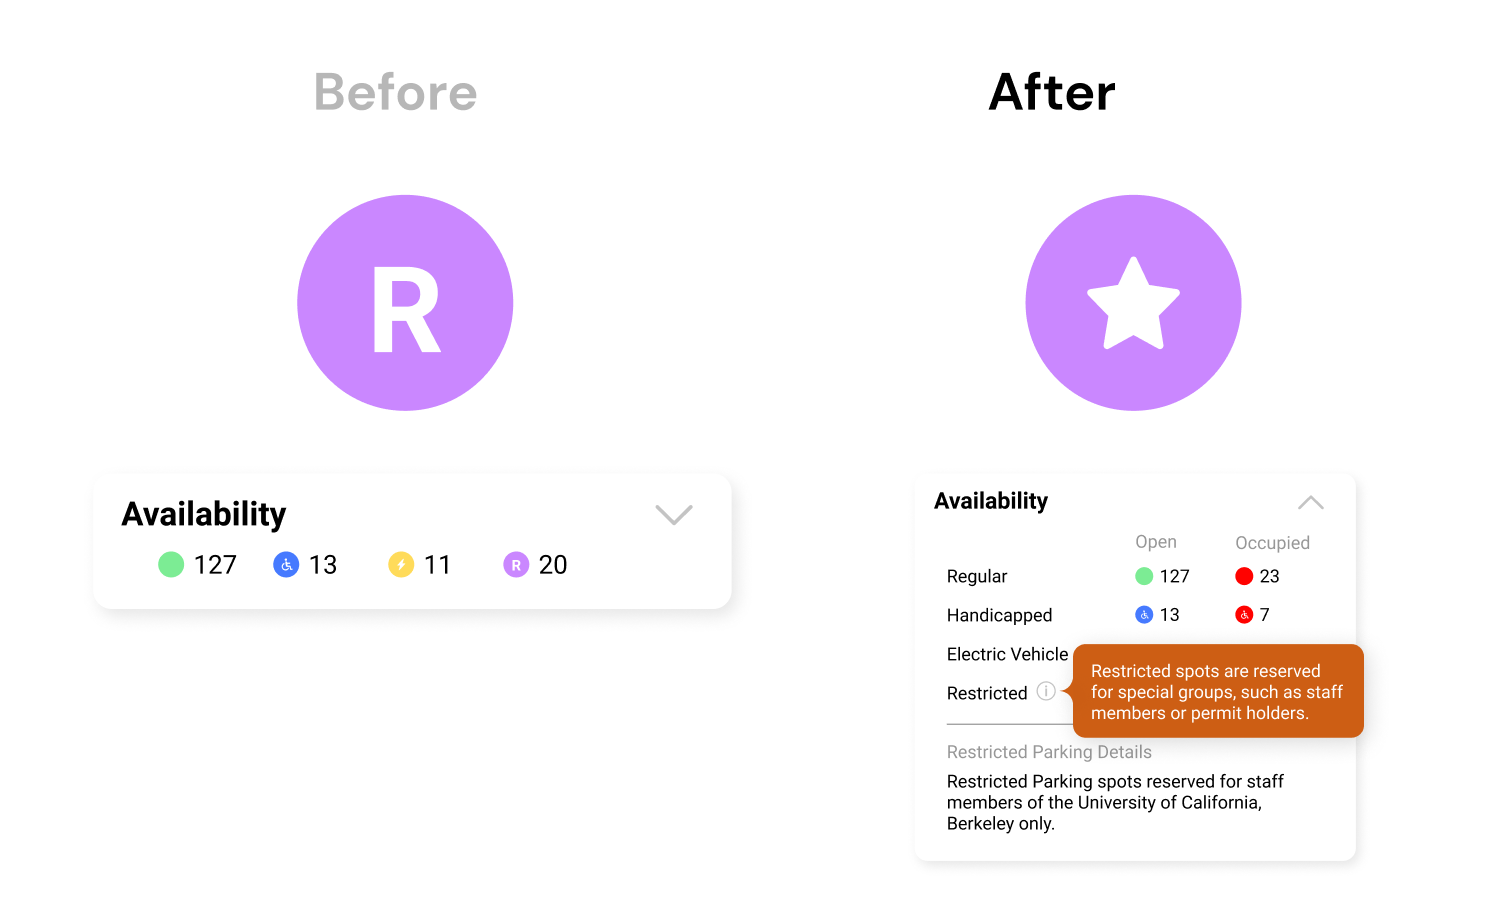 Before
After
R
Availability
127 13 11 R 20
Availability
Open Occupied
Regular 127 23
Handicapped 13 7
Electric Vehicle
Restricted i
Restricted spots are reserved
for special groups, such as staff
members or permit holders.
Restricted Parking Details
Restricted Parking spots reserved for staff
members of the University of California,
Berkeley only.